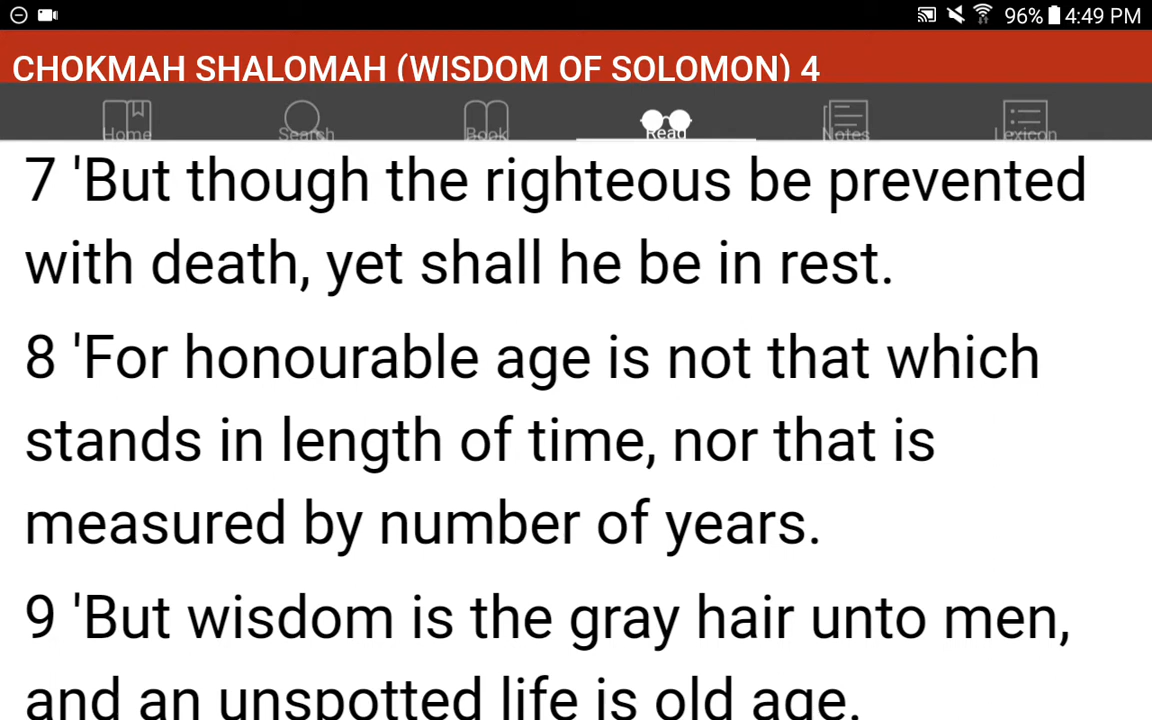 96% 4:49 PM
CHOKMAH SHALOMAH (WISDOM OF SOLOMON) 4
Home Search Book Read Notes Lexicon
7 'But though the righteous be prevented
with death, yet shall he be in rest.
8 'For honourable age is not that which
stands in length of time, nor that is
measured by number of years.
9 'But wisdom is the gray hair unto men,
and an unspotted life is old age.